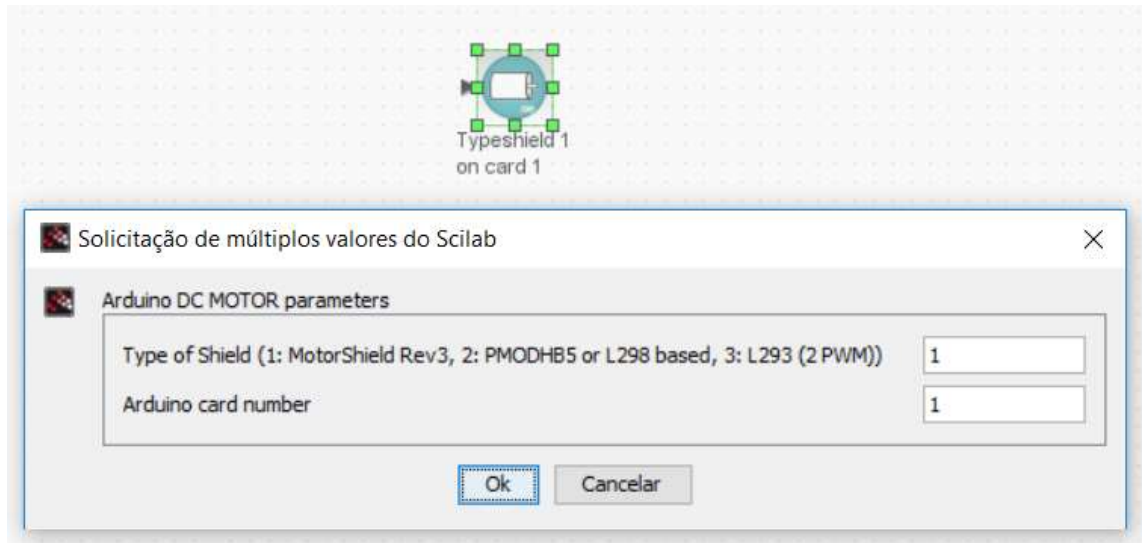 Typeshield 1
on card 1
Solicitação de múltiplos valores do Scilab
Arduino DC MOTOR parameters
Type of Shield (1: MotorShield Rev3, 2: PMODHB5 or L298 based, 3: L293 (2 PWM)) 1
Arduino card number 1
Ok Cancelar